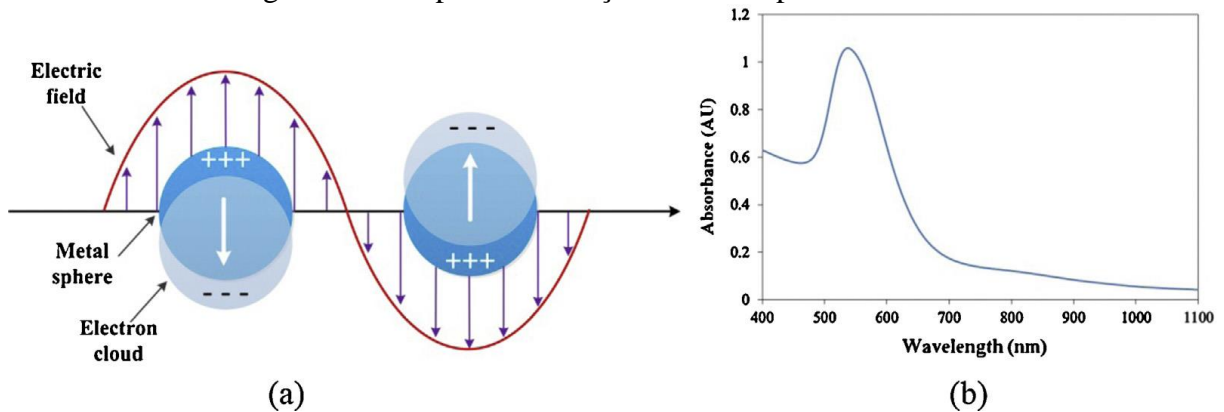 Electric
field
+++
- - -
Metal
sphere
- - -
Electron
cloud
+++
(a)
1.2
1
0.8
0.6
0.4
0.2
0
Absorbance (AU)
400 500 600 700 800 900 1000 1100
Wavelength (nm)
(b)